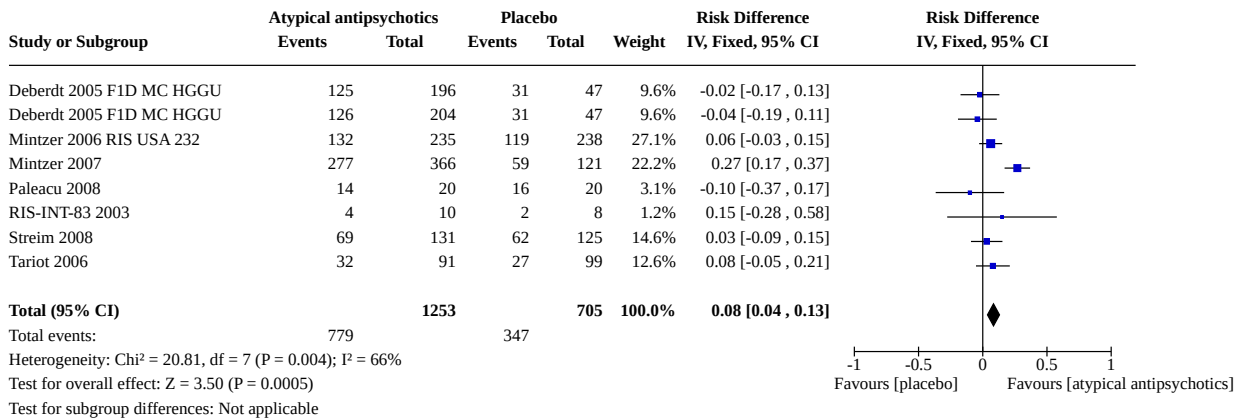 Atypical antipsychotics Placebo Risk Difference Risk Difference
Study or Subgroup Events Total Events Total Weight IV, Fixed, 95% CI IV, Fixed, 95% CI
Deberdt 2005 F1D MC HGGU 125 196 31 47 9.6% -0.02 [-0.17 , 0.13]
Deberdt 2005 F1D MC HGGU 126 204 31 47 9.6% -0.04 [-0.19 , 0.11]
Mintzer 2006 RIS USA 232 132 235 119 238 27.1% 0.06 [-0.03 , 0.15]
Mintzer 2007 277 366 59 121 22.2% 0.27 [0.17 , 0.37]
Paleacu 2008 14 20 16 20 3.1% -0.10 [-0.37 , 0.17]
RIS-INT-83 2003 4 10 2 8 1.2% 0.15 [-0.28 , 0.58]
Streim 2008 69 131 62 125 14.6% 0.03 [-0.09 , 0.15]
Tariot 2006 32 91 27 99 12.6% 0.08 [-0.05 , 0.21]
Total (95% CI) 1253 705 100.0% 0.08 [0.04 , 0.13]
Total events: 779 347
Heterogeneity: Chi² = 20.81, df = 7 (P = 0.004); I² = 66% -1 -0.5 0 0.5 1
Test for overall effect: Z = 3.50 (P = 0.0005) Favours [placebo] Favours [atypical antipsychotics]
Test for subgroup differences: Not applicable